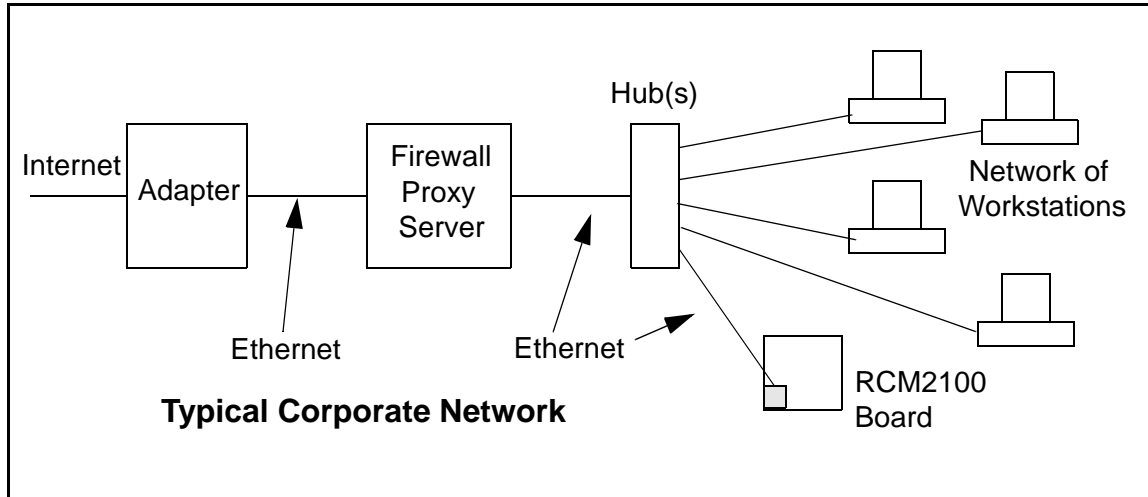 Hub(s)
Internet
Adapter
Firewall
Proxy
Server
Network of
Workstations
Ethernet
Ethernet
RCM2100
Board
Typical Corporate Network